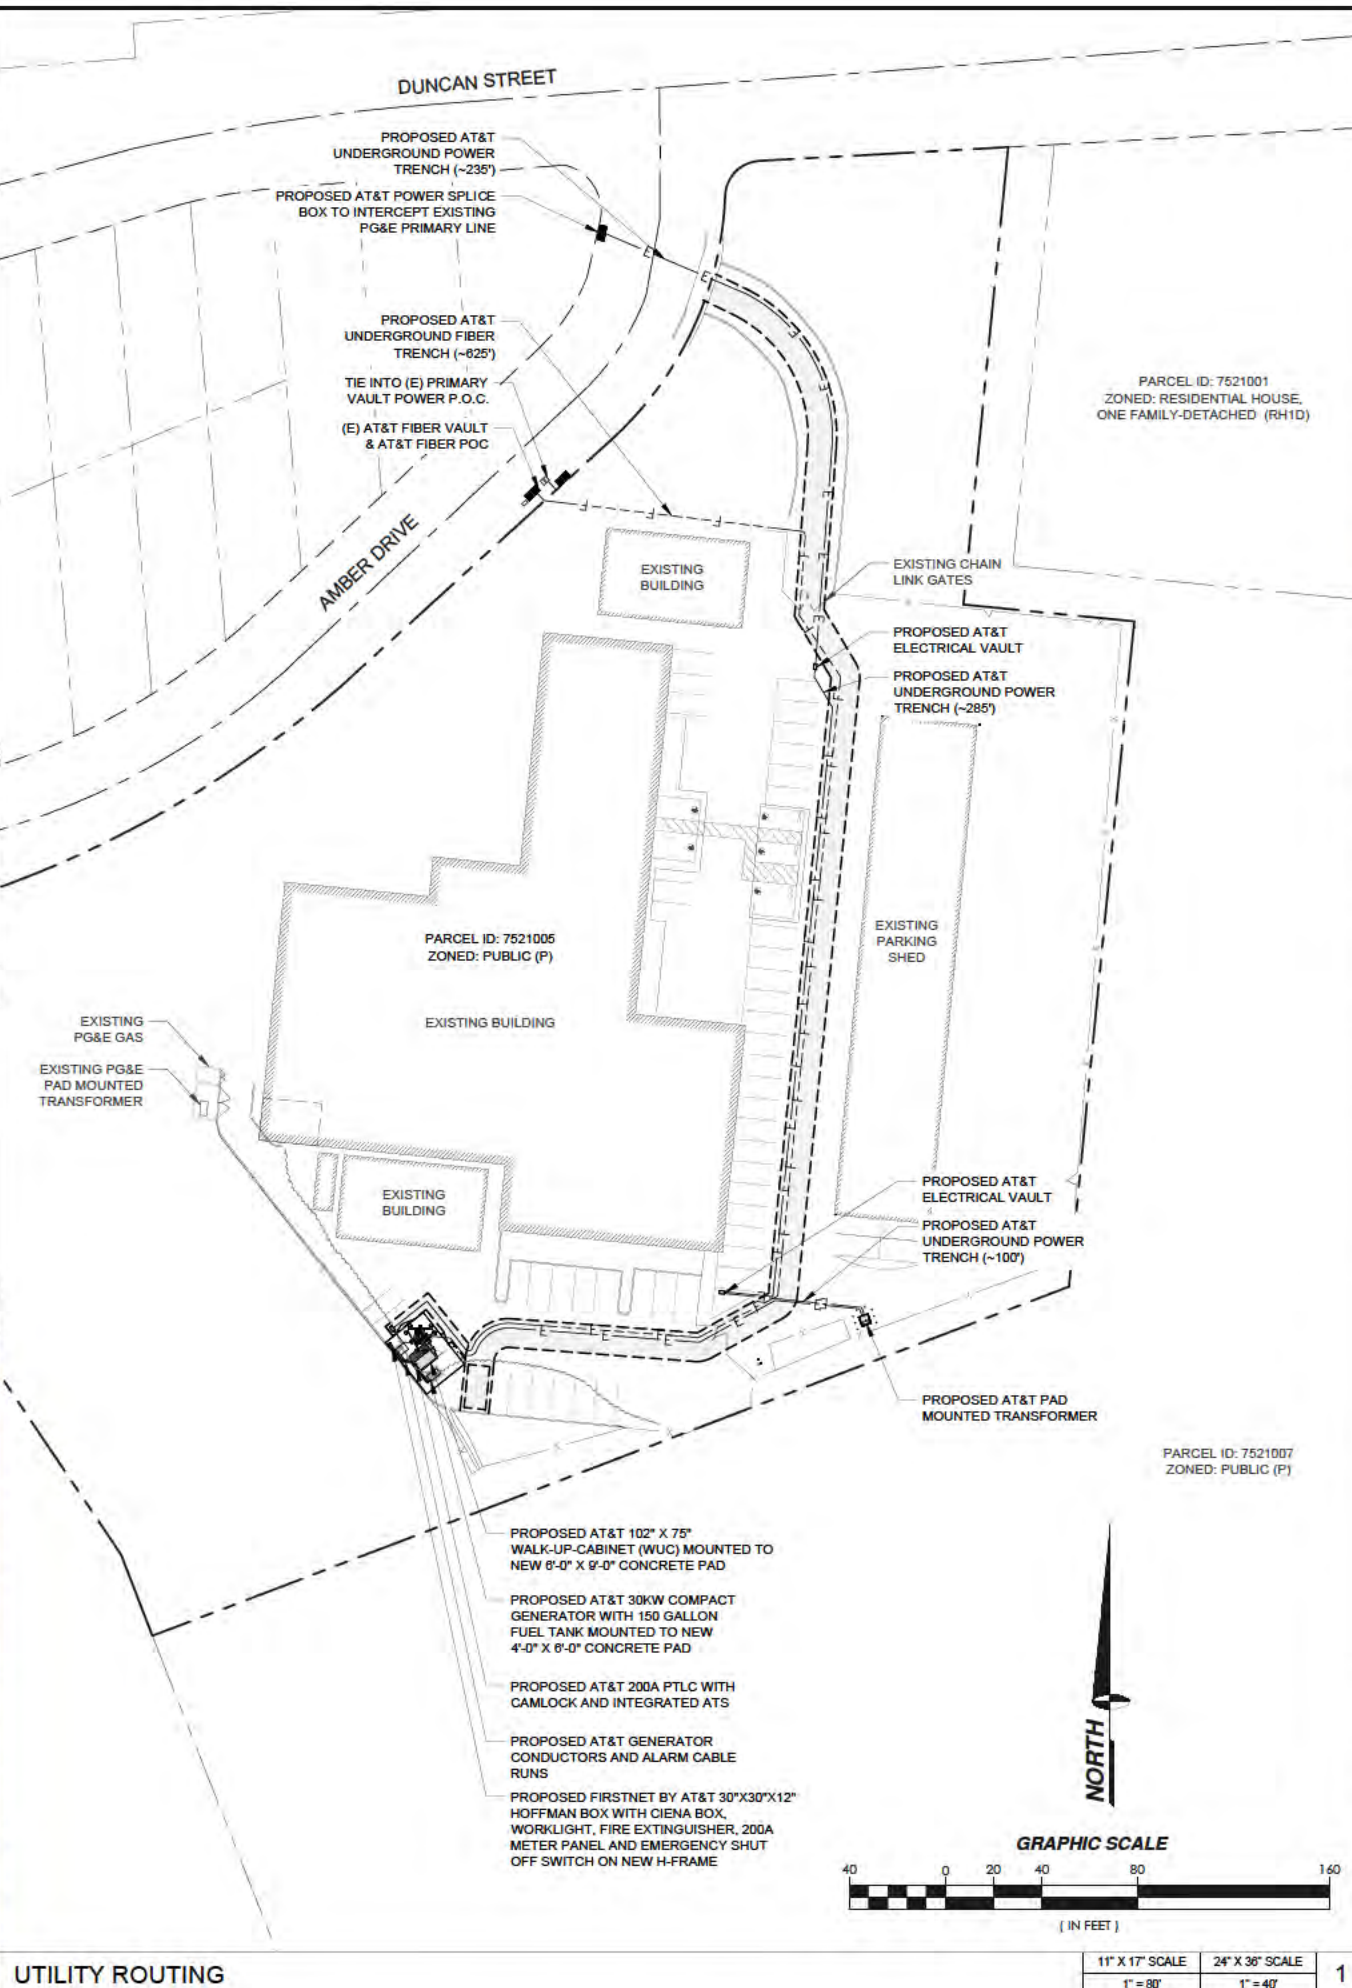 DUNCAN STREET
PROPOSED AT&T
UNDERGROUND POWER
TRENCH (~235')
PROPOSED AT&T POWER SPLICE
BOX TO INTERCEPT EXISTING
PG&E PRIMARY LINE
PROPOSED AT&T
UNDERGROUND FIBER
TRENCH (~625')
TIE INTO (E) PRIMARY
VAULT POWER P.O.C.
(E) AT&T FIBER VAULT
& AT&T FIBER POC
AMBER DRIVE
PARCEL ID: 7521001
ZONED: RESIDENTIAL HOUSE,
ONE FAMILY-DETACHED (RH1D)
EXISTING
BUILDING
EXISTING CHAIN
LINK GATES
PROPOSED AT&T
ELECTRICAL VAULT
PROPOSED AT&T
UNDERGROUND POWER
TRENCH (~285')
PARCEL ID: 7521005
ZONED: PUBLIC (P)
EXISTING BUILDING
EXISTING
PARKING
SHED
EXISTING
PG&E GAS
EXISTING PG&E
PAD MOUNTED
TRANSFORMER
EXISTING
BUILDING
PROPOSED AT&T
ELECTRICAL VAULT
PROPOSED AT&T
UNDERGROUND POWER
TRENCH (~100')
PROPOSED AT&T PAD
MOUNTED TRANSFORMER
PARCEL ID: 7521007
ZONED: PUBLIC (P)
PROPOSED AT&T 102" X 75"
WALK-UP-CABINET (WUC) MOUNTED TO
NEW 6'-0" X 9'-0" CONCRETE PAD
PROPOSED AT&T 30KW COMPACT
GENERATOR WITH 150 GALLON
FUEL TANK MOUNTED TO NEW
4'-0" X 6'-0" CONCRETE PAD
PROPOSED AT&T 200A PTLC WITH
CAMLOCK AND INTEGRATED ATS
PROPOSED AT&T GENERATOR
CONDUCTORS AND ALARM CABLE
RUNS
PROPOSED FIRSTNET BY AT&T 30"X30"X12"
HOFFMAN BOX WITH CIENA BOX,
WORKLIGHT, FIRE EXTINGUISHER, 200A
METER PANEL AND EMERGENCY SHUT
OFF SWITCH ON NEW H-FRAME
NORTH
GRAPHIC SCALE
40 0 20 40 80 160
( IN FEET )
UTILITY ROUTING
11" X 17" SCALE 24" X 36" SCALE 1
1" = 80' 1" = 40'